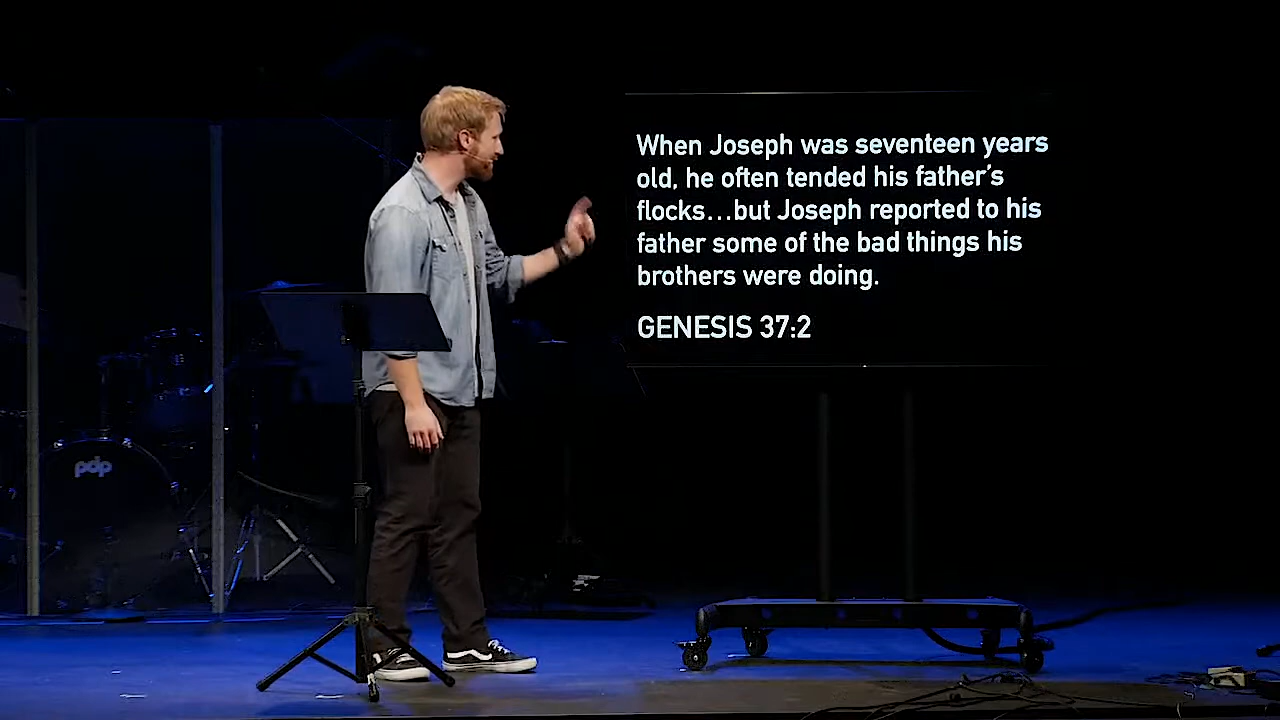 When Joseph was seventeen years
old, he often tended his father's
flocks...but Joseph reported to his
father some of the bad things his
brothers were doing.
GENESIS 37:2
pdp